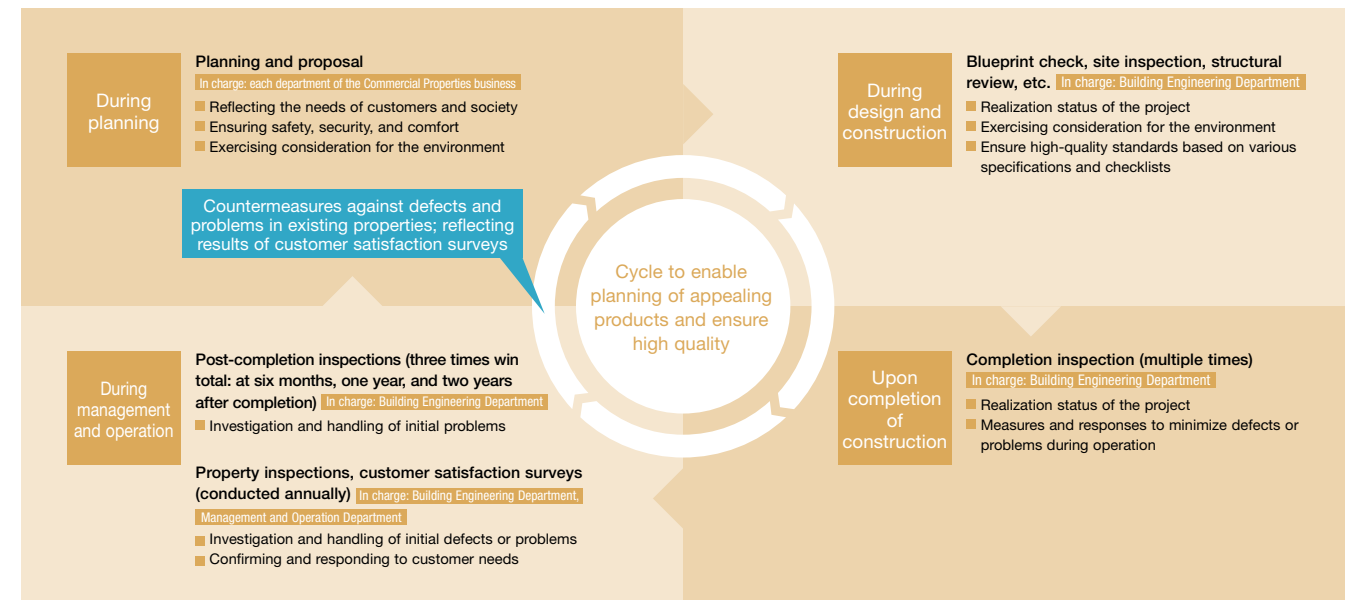 During
planning
Planning and proposal
In charge: each department of the Commercial Properties business
Reflecting the needs of customers and society
Ensuring safety, security, and comfort
Exercising consideration for the environment
During
design and
construction
Blueprint check, site inspection, structural
review, etc. In charge: Building Engineering Department
Realization status of the project
Exercising consideration for the environment
Ensure high-quality standards based on various
specifications and checklists
Countermeasures against defects and
problems in existing properties; reflecting
results of customer satisfaction surveys
Cycle to enable
planning of appealing
products and ensure
high quality
During
management
and operation
Post-completion inspections (three times win
total: at six months, one year, and two years
after completion) In charge: Building Engineering Department
Investigation and handling of initial problems
Property inspections, customer satisfaction surveys
(conducted annually) In charge: Building Engineering Department,
Management and Operation Department
Investigation and handling of initial defects or problems
Confirming and responding to customer needs
Upon
completion
of
construction
Completion inspection (multiple times)
In charge: Building Engineering Department
Realization status of the project
Measures and responses to minimize defects or
problems during operation